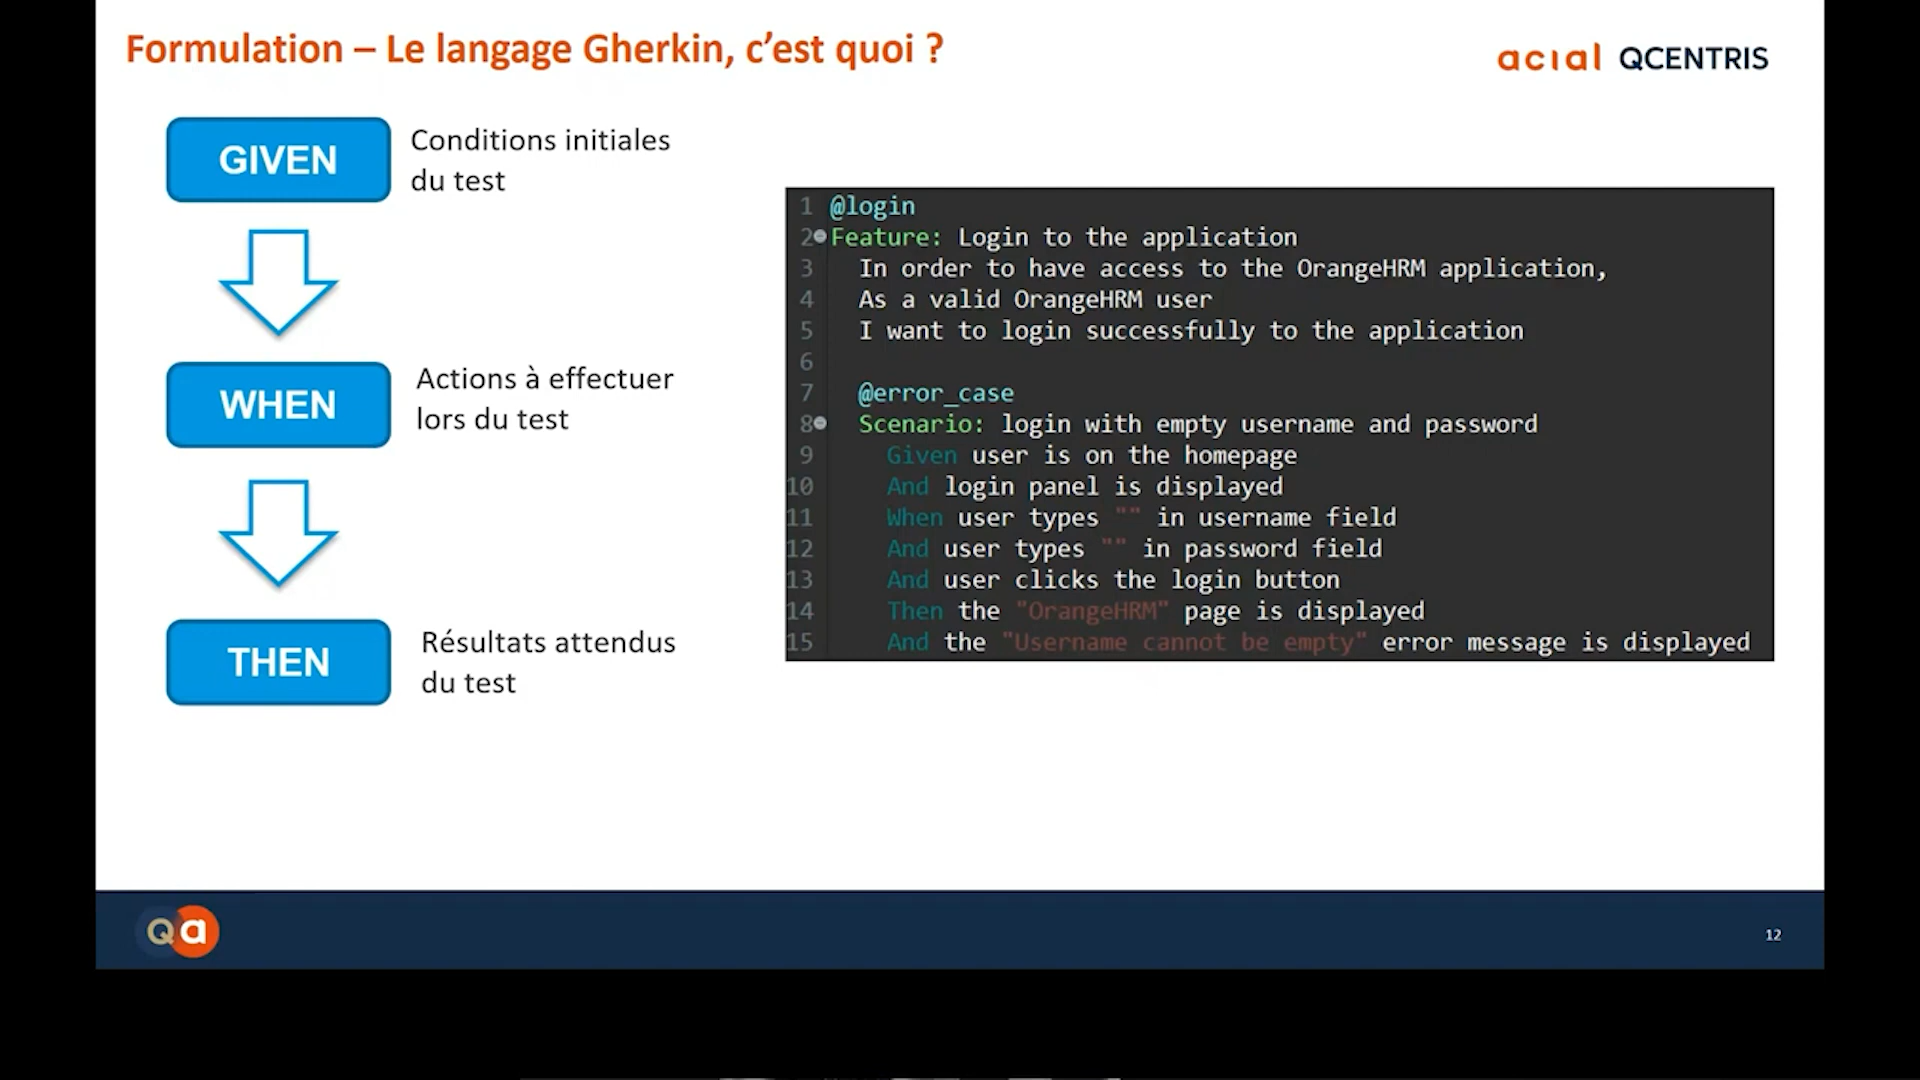 Formulation – Le langage Gherkin, c’est quoi ?
acial QCENTRIS
GIVEN
Conditions initiales
du test
WHEN
Actions à effectuer
lors du test
THEN
Résultats attendus
du test
1 @login
2 Feature: Login to the application
3 In order to have access to the OrangeHRM application,
4 As a valid OrangeHRM user
5 I want to login successfully to the application
6
7 @error_case
8 Scenario: login with empty username and password
9 Given user is on the homepage
10 And login panel is displayed
11 When user types "" in username field
12 And user types "" in password field
13 And user clicks the login button
14 Then the "OrangeHRM" page is displayed
15 And the "Username cannot be empty" error message is displayed
Qa
12